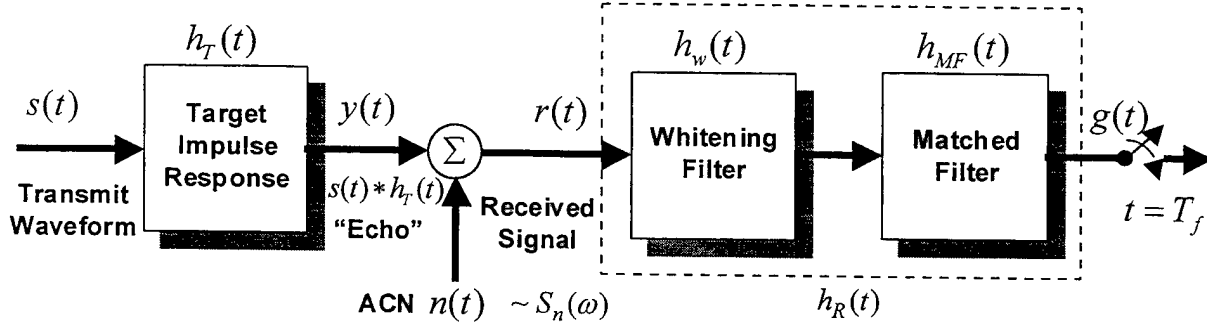 h_T(t)
s(t)
Target
Impulse
Response
Transmit
Waveform
y(t)
s(t)*h_T(t)
"Echo"
Σ
ACN n(t) ~S_n(ω)
r(t)
Received
Signal
h_w(t)
Whitening
Filter
h_MF(t)
Matched
Filter
h_R(t)
g(t)
t = T_f